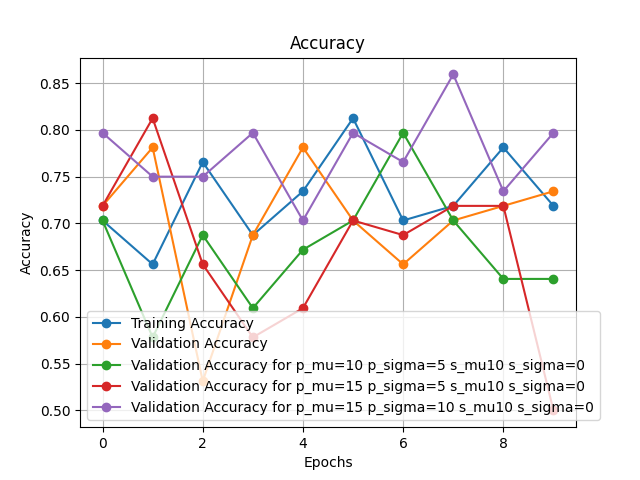 Accuracy
0.85
0.80
0.75
0.70
0.65
0.60
0.55
0.50
Accuracy
Training Accuracy
Validation Accuracy
Validation Accuracy for p_mu=10 p_sigma=5 s_mu10 s_sigma=0
Validation Accuracy for p_mu=15 p_sigma=5 s_mu10 s_sigma=0
Validation Accuracy for p_mu=15 p_sigma=10 s_mu10 s_sigma=0
0 2 4 6 8
Epochs